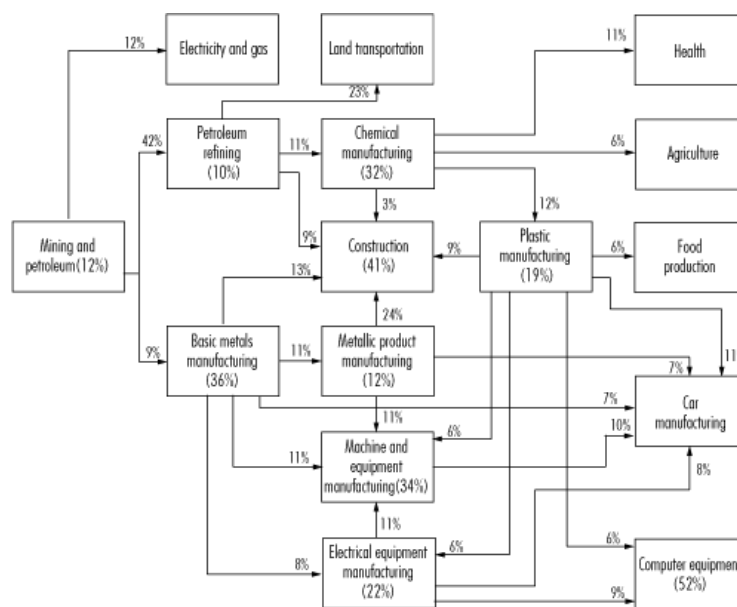 12%
Electricity and gas
Land transportation
11%
Health
23%
42%
Petroleum
refining
(10%)
11%
Chemical
manufacturing
(32%)
6%
Agriculture
3%
12%
Mining and
petroleum(12%)
9%
Construction
(41%)
9%
Plastic
manufacturing
(19%)
6%
Food
production
13%
24%
9%
Basic metals
manufacturing
(36%)
11%
Metallic product
manufacturing
(12%)
11
7%
7%
Car
manufacturing
11%
11%
Machine and
equipment
manufacturing(34%)
6%
10%
8%
11%
8%
Electrical equipment
manufacturing
(22%)
6%
6%
9%
Computer equipment
(52%)